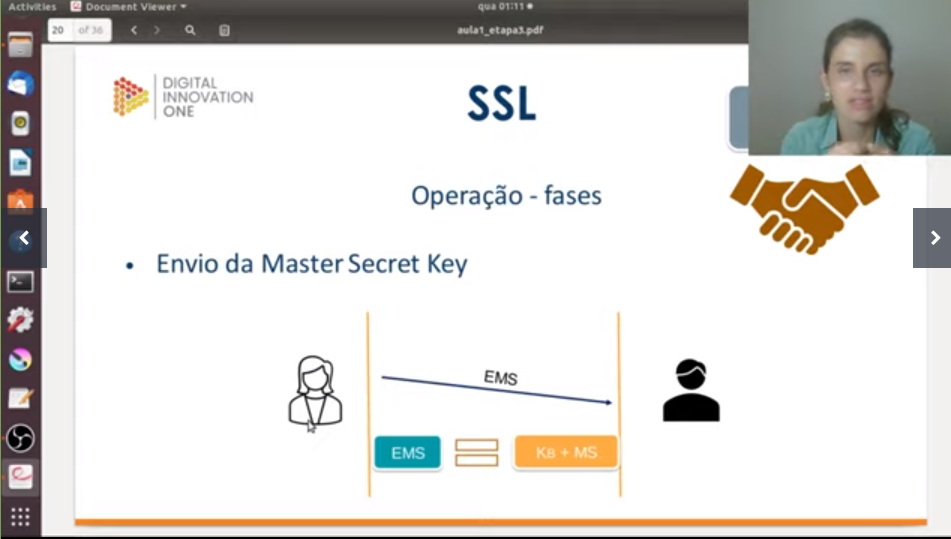 Activities Document Viewer qua 01:11
20 of 36 aula1_etapa3.pdf
DIGITAL
INNOVATION
ONE
SSL
Operação - fases
• Envio da Master Secret Key
EMS
EMS KB + MS